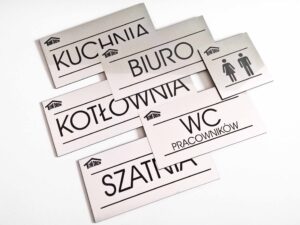 KUCHNIA
BIURO
KOTŁOWNIA
WC
PRACOWNIKÓW
SZATNIA